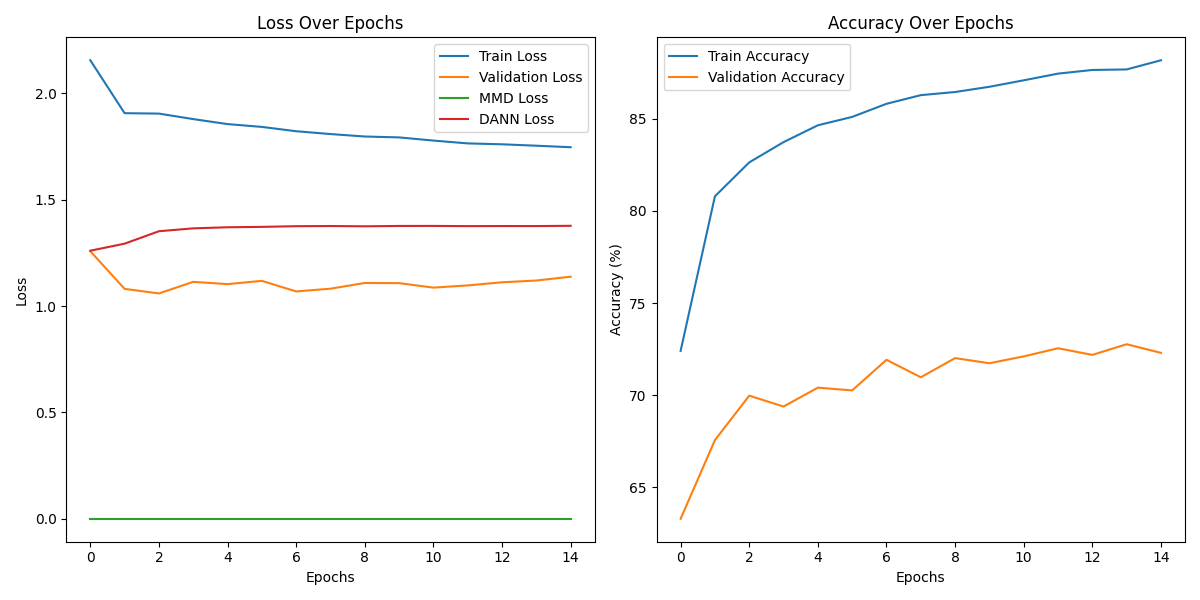 Loss Over Epochs
Train Loss
Validation Loss
MMD Loss
DANN Loss
2.0
1.5
1.0
0.5
0.0
Loss
0 2 4 6 8 10 12 14
Epochs
Accuracy Over Epochs
Train Accuracy
Validation Accuracy
85
80
75
70
65
Accuracy (%)
0 2 4 6 8 10 12 14
Epochs